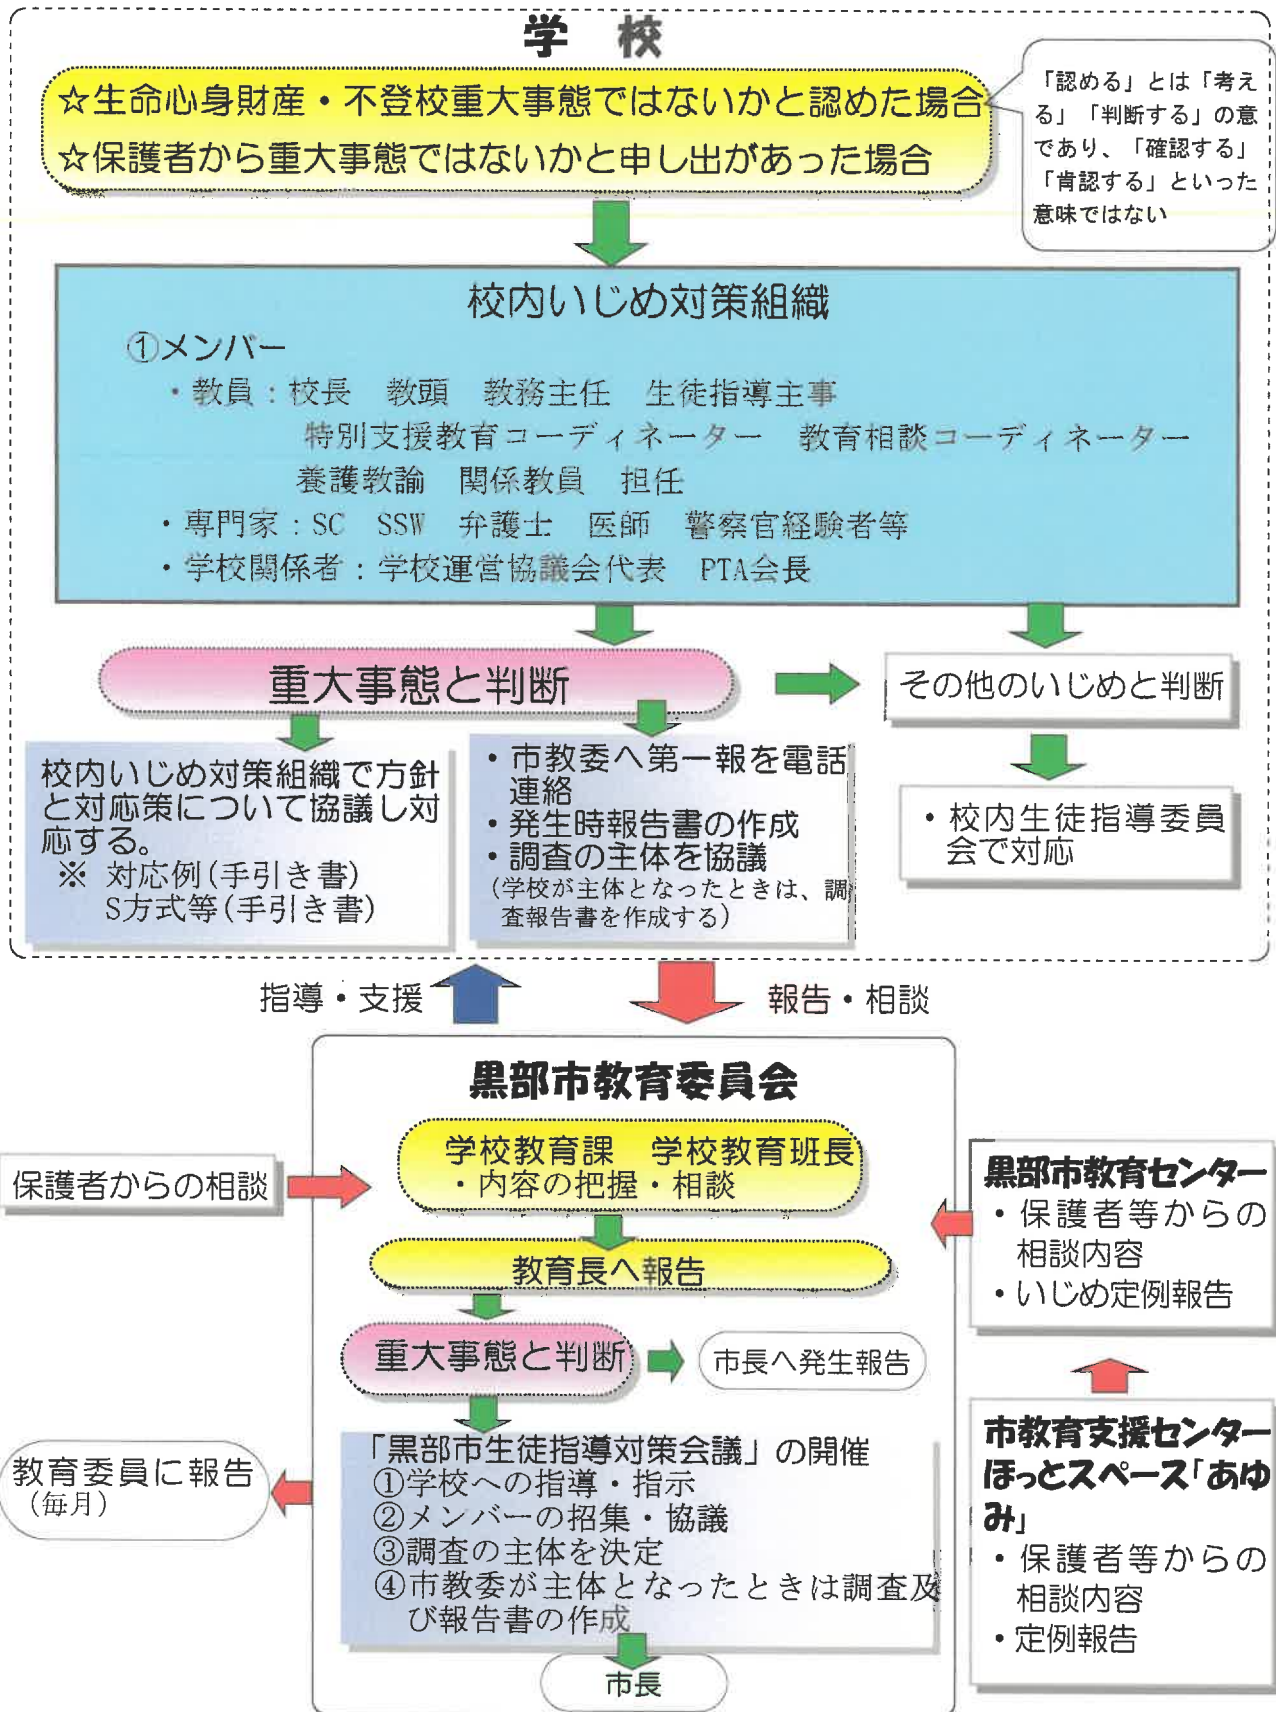 学 校
☆生命心身財産・不登校重大事態ではないかと認めた場合
☆保護者から重大事態ではないかと申し出があった場合
「認める」とは「考え
る」「判断する」の意
であり、「確認する」
「肯認する」といった
意味ではない
校内いじめ対策組織
①メンバー
・教員：校長 教頭 教務主任 生徒指導主事
特別支援教育コーディネーター 教育相談コーディネーター
養護教諭 関係教員 担任
・専門家：SC SSW 弁護士 医師 警察官経験者等
・学校関係者：学校運営協議会代表 PTA会長
重大事態と判断
その他のいじめと判断
校内いじめ対策組織で方針
と対応策について協議し対
応する。
※ 対応例(手引き書)
S方式等(手引き書)
・市教委へ第一報を電話
連絡
・発生時報告書の作成
・調査の主体を協議
(学校が主体となったときは、調
査報告書を作成する)
・校内生徒指導委員
会で対応
指導・支援
報告・相談
黒部市教育委員会
学校教育課 学校教育班長
・内容の把握・相談
保護者からの相談
教育長へ報告
重大事態と判断
市長へ発生報告
「黒部市生徒指導対策会議」の開催
①学校への指導・指示
②メンバーの招集・協議
③調査の主体を決定
④市教委が主体となったときは調査及
び報告書の作成
市長
教育委員に報告
(毎月)
黒部市教育センター
・保護者等からの
相談内容
・いじめ定例報告
市教育支援センター
ほっとスペース「あゆ
み」
・保護者等からの
相談内容
・定例報告